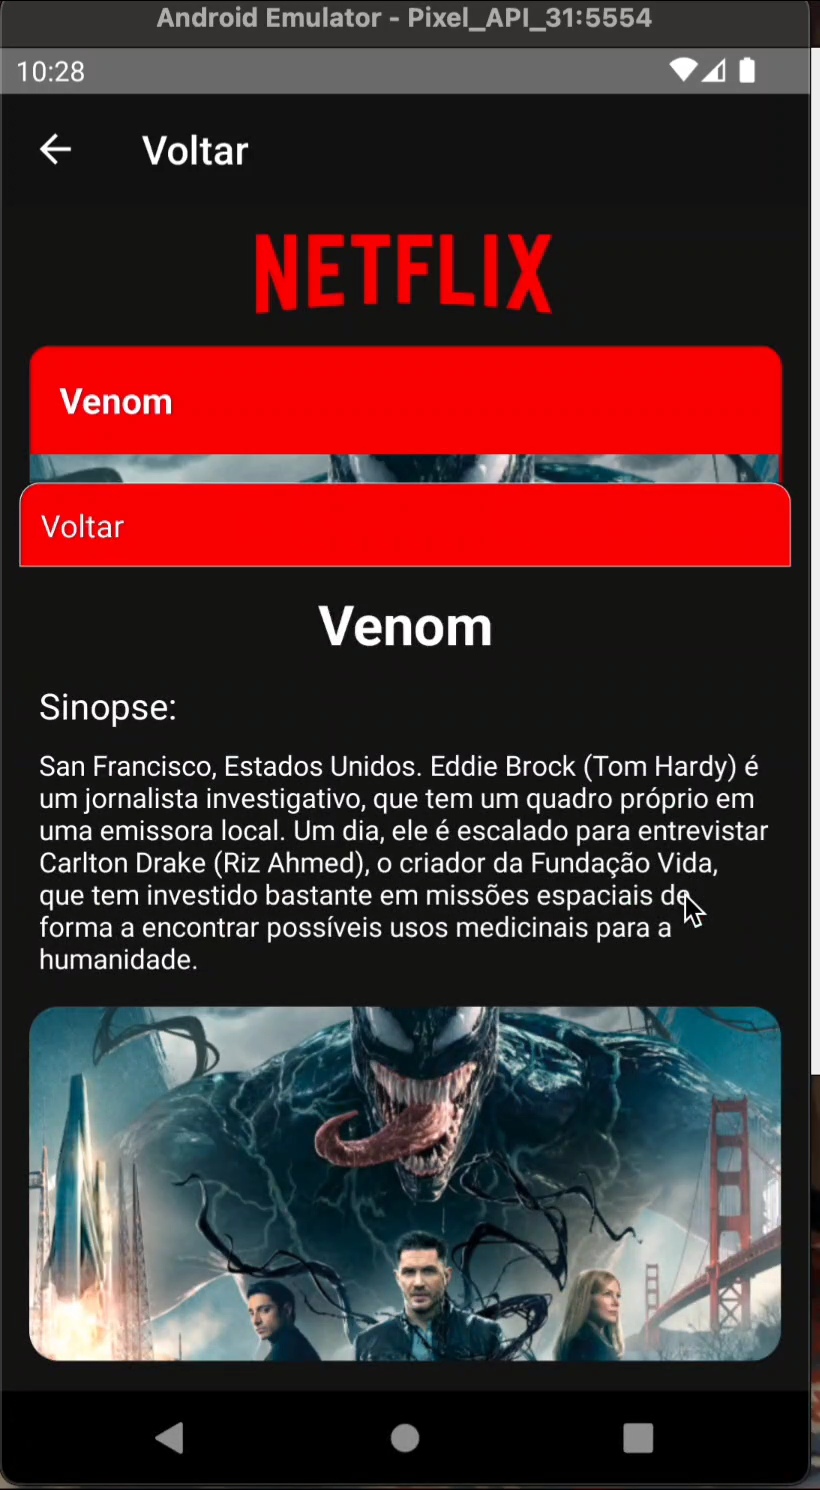 Android Emulator - Pixel_API_31:5554
10:28
Voltar
NETFLIX
Venom
Voltar
Venom
Sinopse:
San Francisco, Estados Unidos. Eddie Brock (Tom Hardy) é
um jornalista investigativo, que tem um quadro próprio em
uma emissora local. Um dia, ele é escalado para entrevistar
Carlton Drake (Riz Ahmed), o criador da Fundação Vida,
que tem investido bastante em missões espaciais de
forma a encontrar possíveis usos medicinais para a
humanidade.